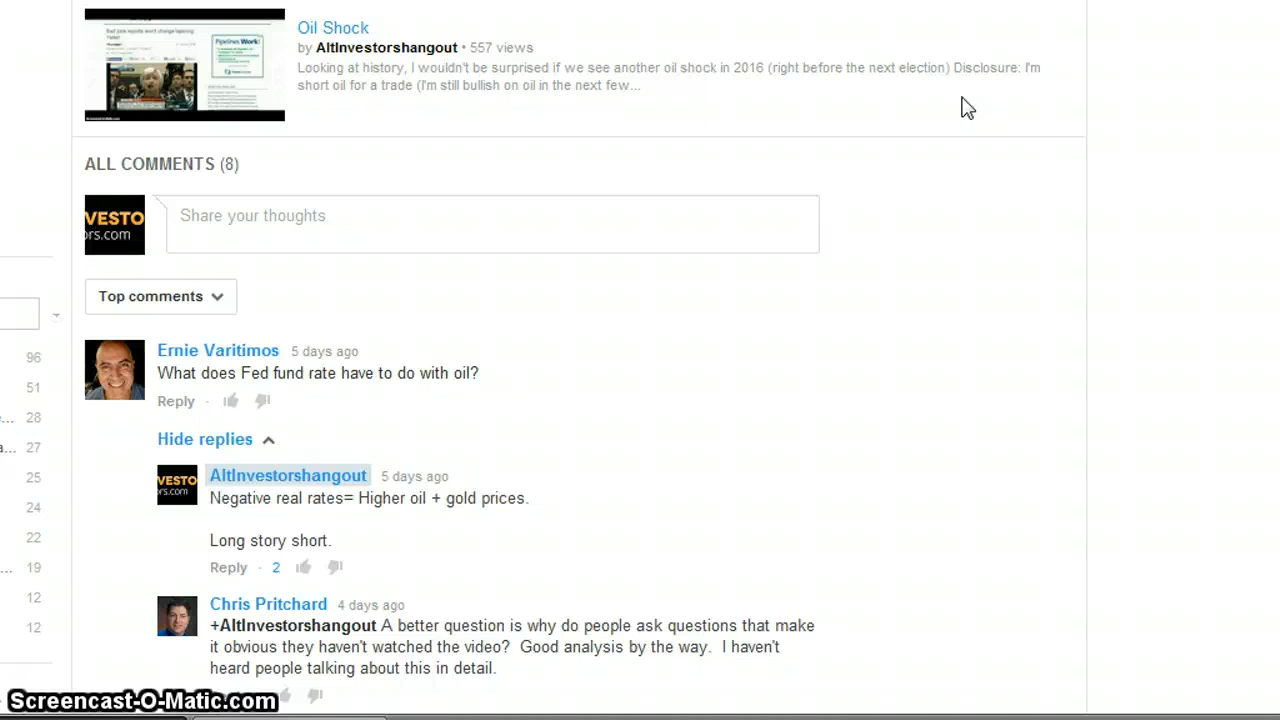 Oil Shock
by AltInvestorshangout • 557 views
Looking at history, I wouldn't be surprised if we see another oil shock in 2016 (right before the next election) Disclosure: I'm
short oil for a trade (I'm still bullish on oil in the next few...
ALL COMMENTS (8)
VESTO
ors.com
Share your thoughts
Top comments
96
51
28
27
25
24
22
19
12
12
Ernie Varitimos 5 days ago
What does Fed fund rate have to do with oil?
Reply
Hide replies
VESTO
rs.com
AltInvestorshangout 5 days ago
Negative real rates= Higher oil + gold prices.
Long story short.
Reply · 2
Chris Pritchard 4 days ago
+AltInvestorshangout A better question is why do people ask questions that make
it obvious they haven't watched the video? Good analysis by the way. I haven't
heard people talking about this in detail.
Screencast-O-Matic.com